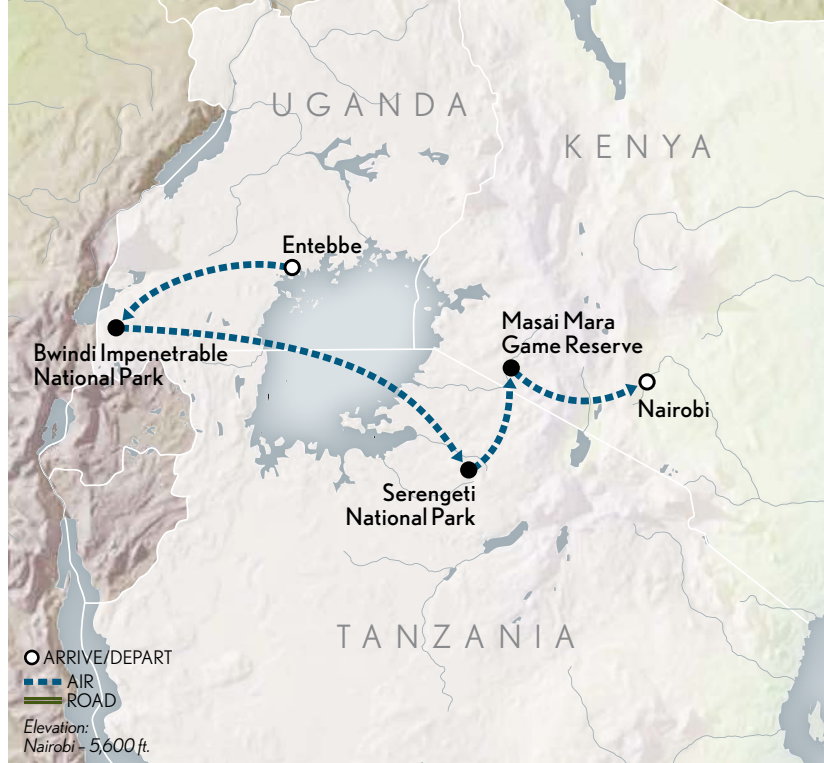 UGANDA
KENYA
Entebbe
Masai Mara
Game Reserve
Bwindi Impenetrable
National Park
Nairobi
Serengeti
National Park
TANZANIA
ARRIVE/DEPART
AIR
ROAD
Elevation:
Nairobi – 5,600 ft.